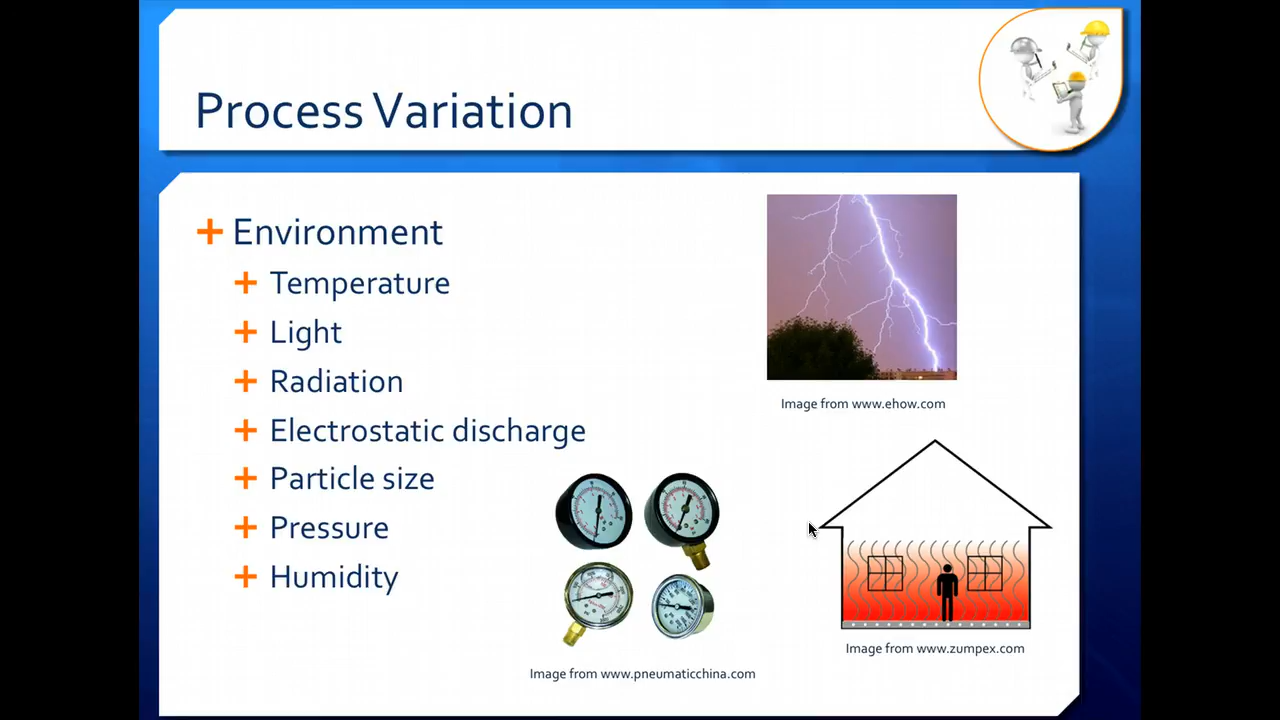 Process Variation
Environment
Temperature
Light
Radiation
Electrostatic discharge
Particle size
Pressure
Humidity
Image from www.ehow.com
Image from www.zumpex.com
Image from www.pneumaticchina.com